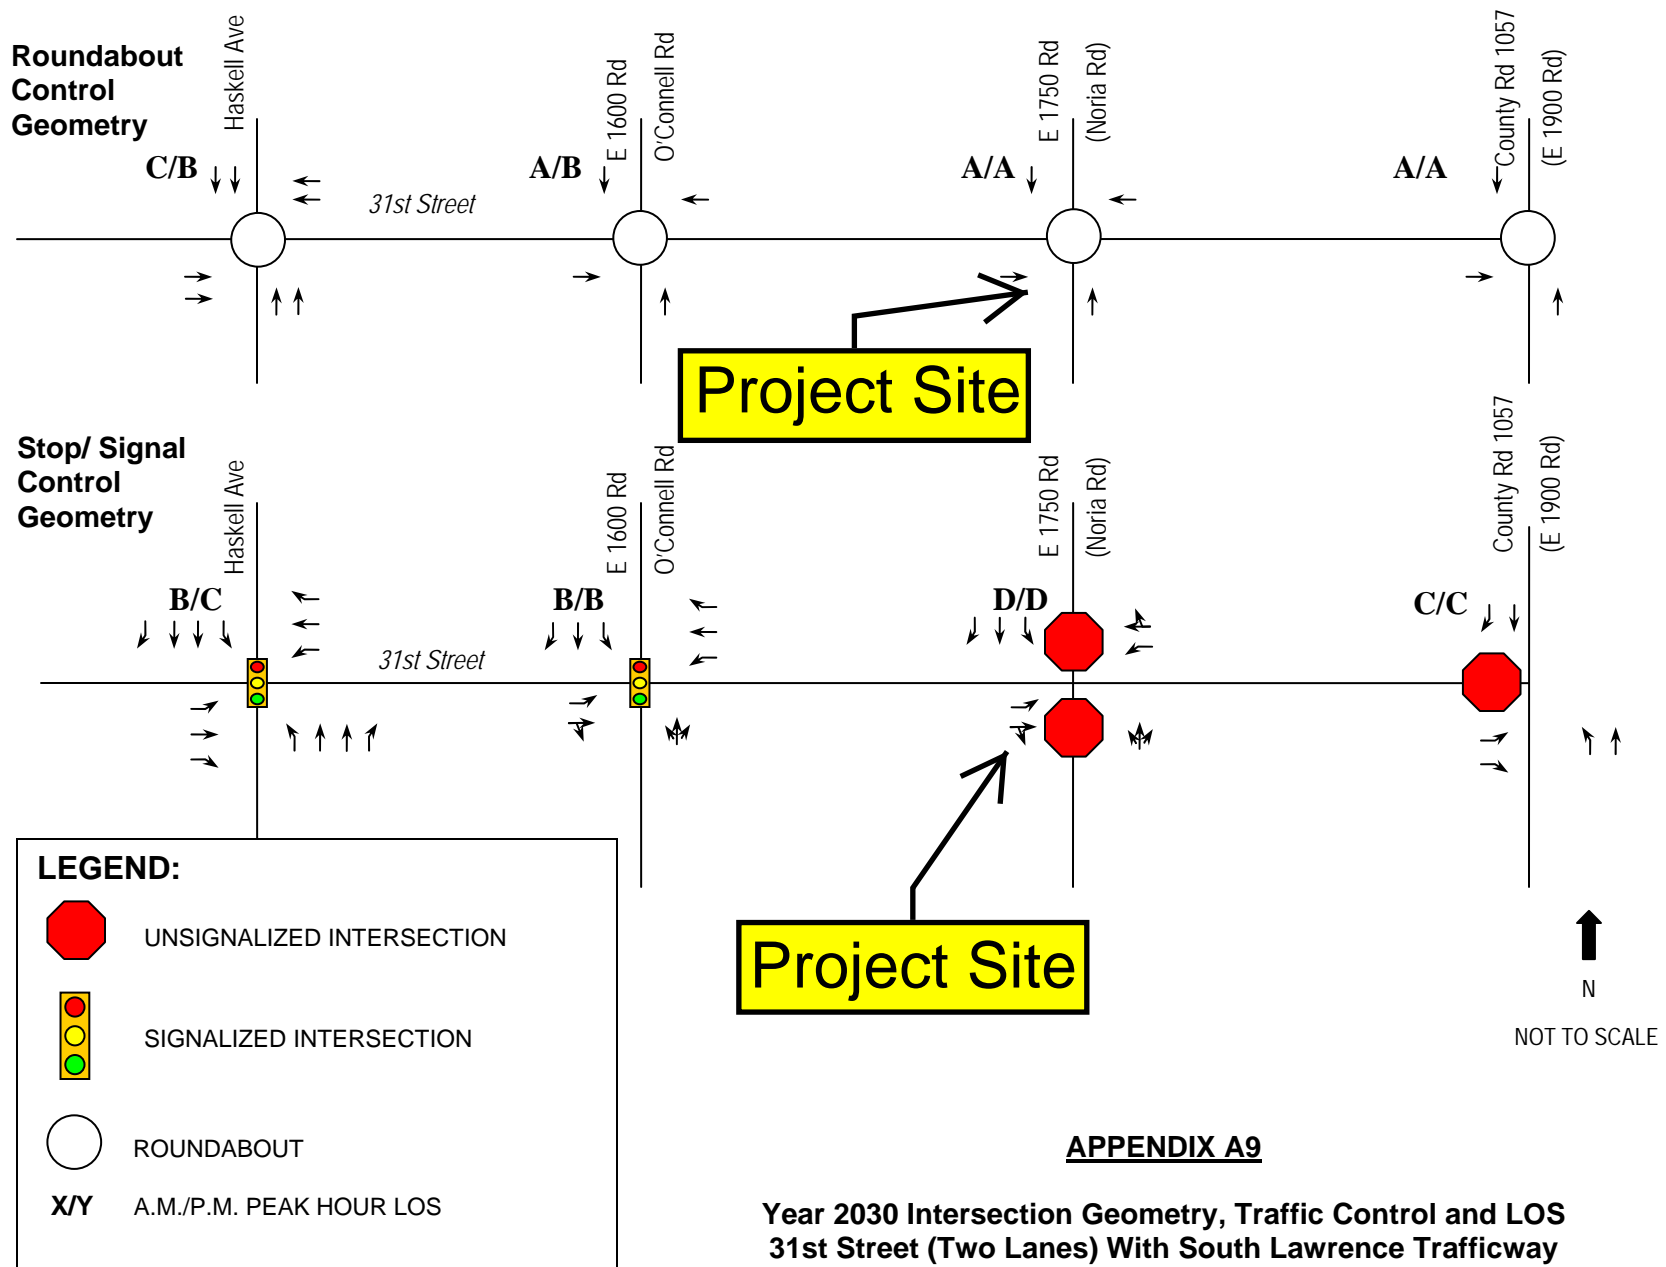 Roundabout
Control
Geometry
Haskell Ave
E 1600 Rd
O'Connell Rd
E 1750 Rd
(Noria Rd)
County Rd 1057
(E 1900 Rd)
C/B
A/B
A/A
A/A
31st Street
Project Site
Stop/ Signal
Control
Geometry
Haskell Ave
E 1600 Rd
O'Connell Rd
E 1750 Rd
(Noria Rd)
County Rd 1057
(E 1900 Rd)
B/C
B/B
D/D
C/C
31st Street
Project Site
LEGEND:
UNSIGNALIZED INTERSECTION
SIGNALIZED INTERSECTION
ROUNDABOUT
X/Y A.M./P.M. PEAK HOUR LOS
N
NOT TO SCALE
APPENDIX A9
Year 2030 Intersection Geometry, Traffic Control and LOS
31st Street (Two Lanes) With South Lawrence Trafficway